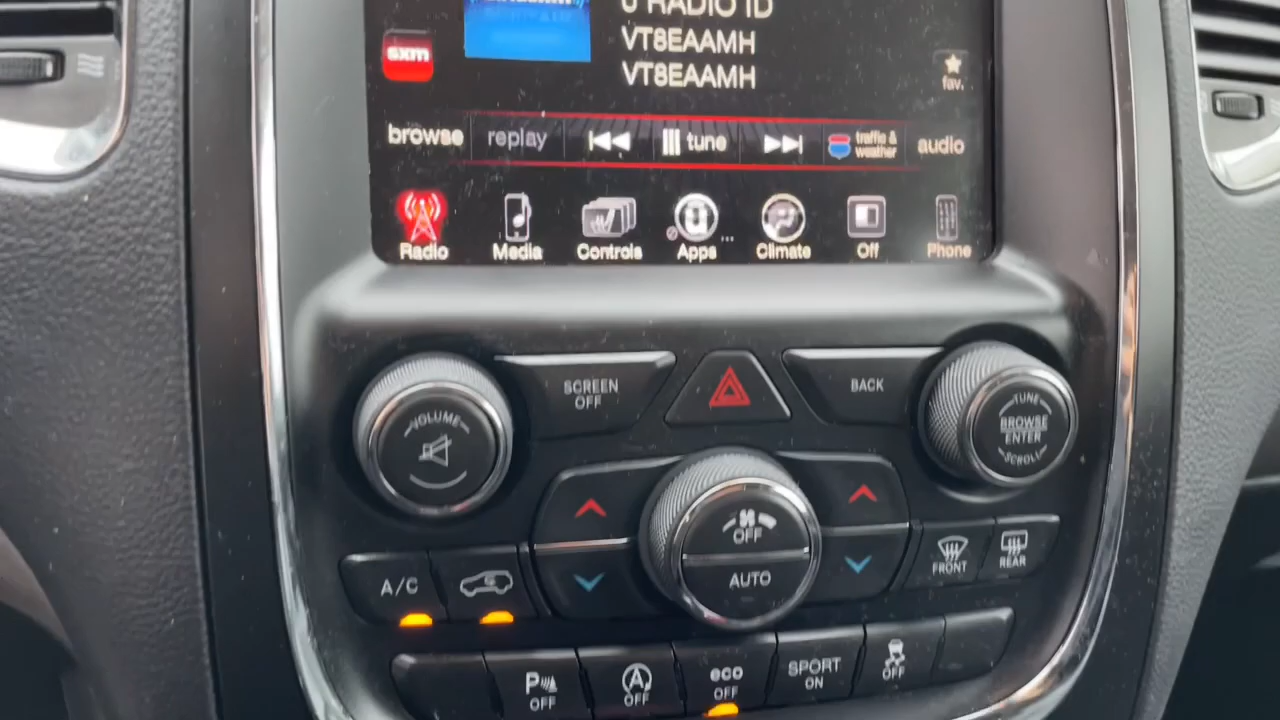 RADIO ID
VT8EAAMH
sxm
VT8EAAMH
fav.
browse
replay
tune
traffic &
weather
audio
Radio
Media
Controls
Apps
Climate
Off
Phone
SCREEN
OFF
BACK
VOLUME
TUNE
BROWSE
ENTER
SCROLL
OFF
AUTO
A/C
FRONT
REAR
P
OFF
A
OFF
eco
OFF
SPORT
ON
OFF